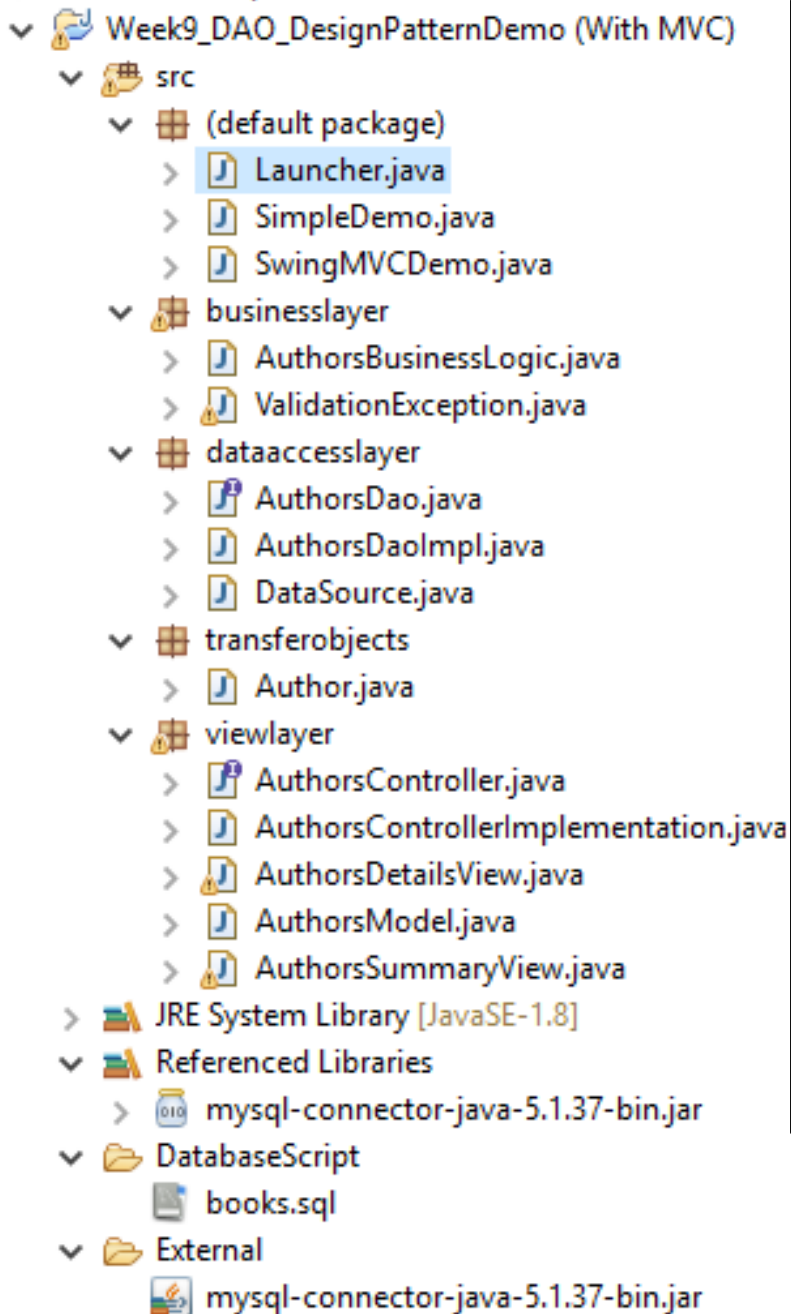 Week9_DAO_DesignPatternDemo (With MVC)
src
(default package)
Launcher.java
SimpleDemo.java
SwingMVCDemo.java
businesslayer
AuthorsBusinessLogic.java
ValidationException.java
dataaccesslayer
AuthorsDao.java
AuthorsDaoImpl.java
DataSource.java
transferobjects
Author.java
viewlayer
AuthorsController.java
AuthorsControllerImplementation.java
AuthorsDetailsView.java
AuthorsModel.java
AuthorsSummaryView.java
JRE System Library [JavaSE-1.8]
Referenced Libraries
mysql-connector-java-5.1.37-bin.jar
DatabaseScript
books.sql
External
mysql-connector-java-5.1.37-bin.jar